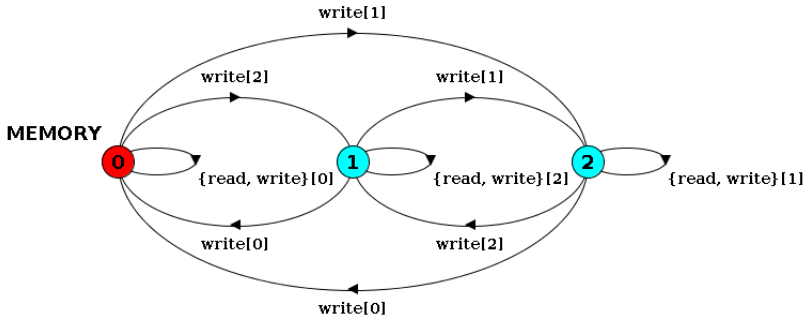 write[1]
write[2]
write[1]
MEMORY
0
1
2
{read, write}[0]
{read, write}[2]
{read, write}[1]
write[0]
write[2]
write[0]